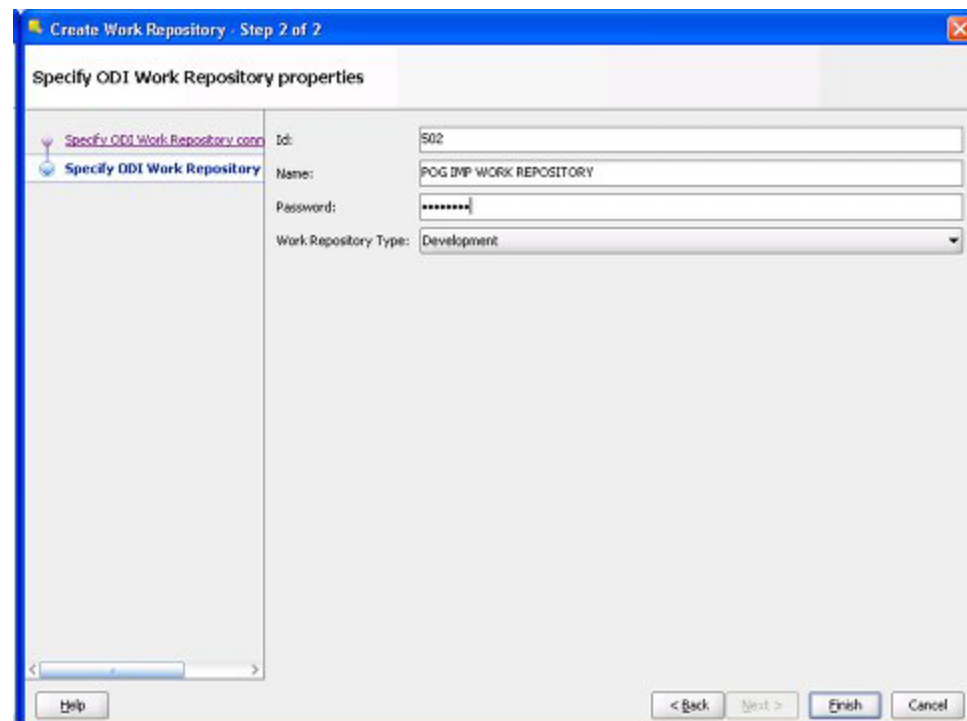 Create Work Repository - Step 2 of 2
Specify ODI Work Repository properties
Specify ODI Work Repository conn
Specify ODI Work Repository
Id: 502
Name: POG IMP WORK REPOSITORY
Password: ••••••••
Work Repository Type: Development
Help
< Back
Next >
Finish
Cancel